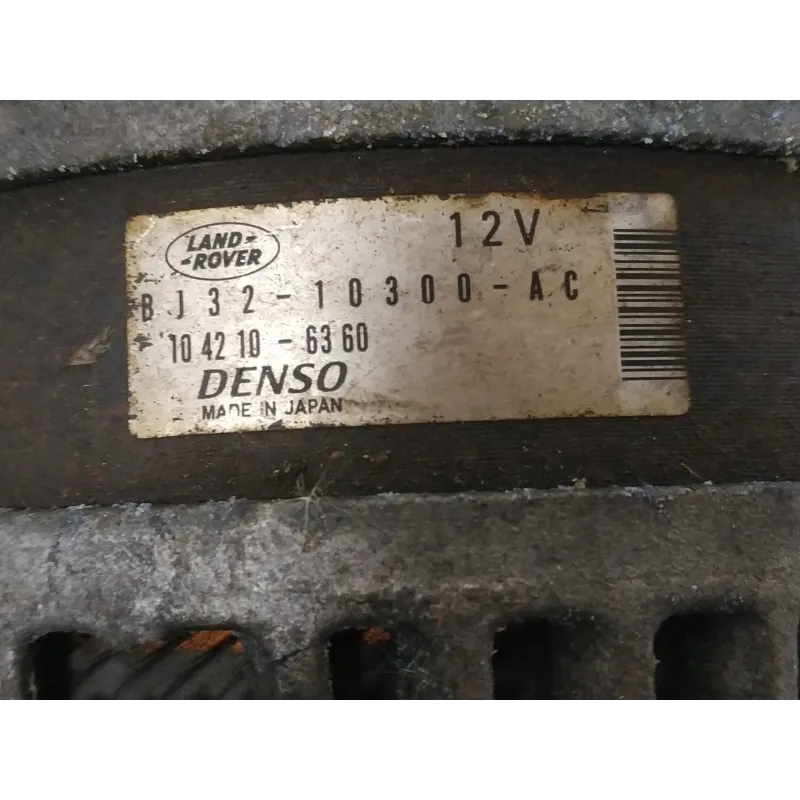 LAND-
-ROVER
12V
BJ32-10300-AC
104210-6360
DENSO
MADE IN JAPAN